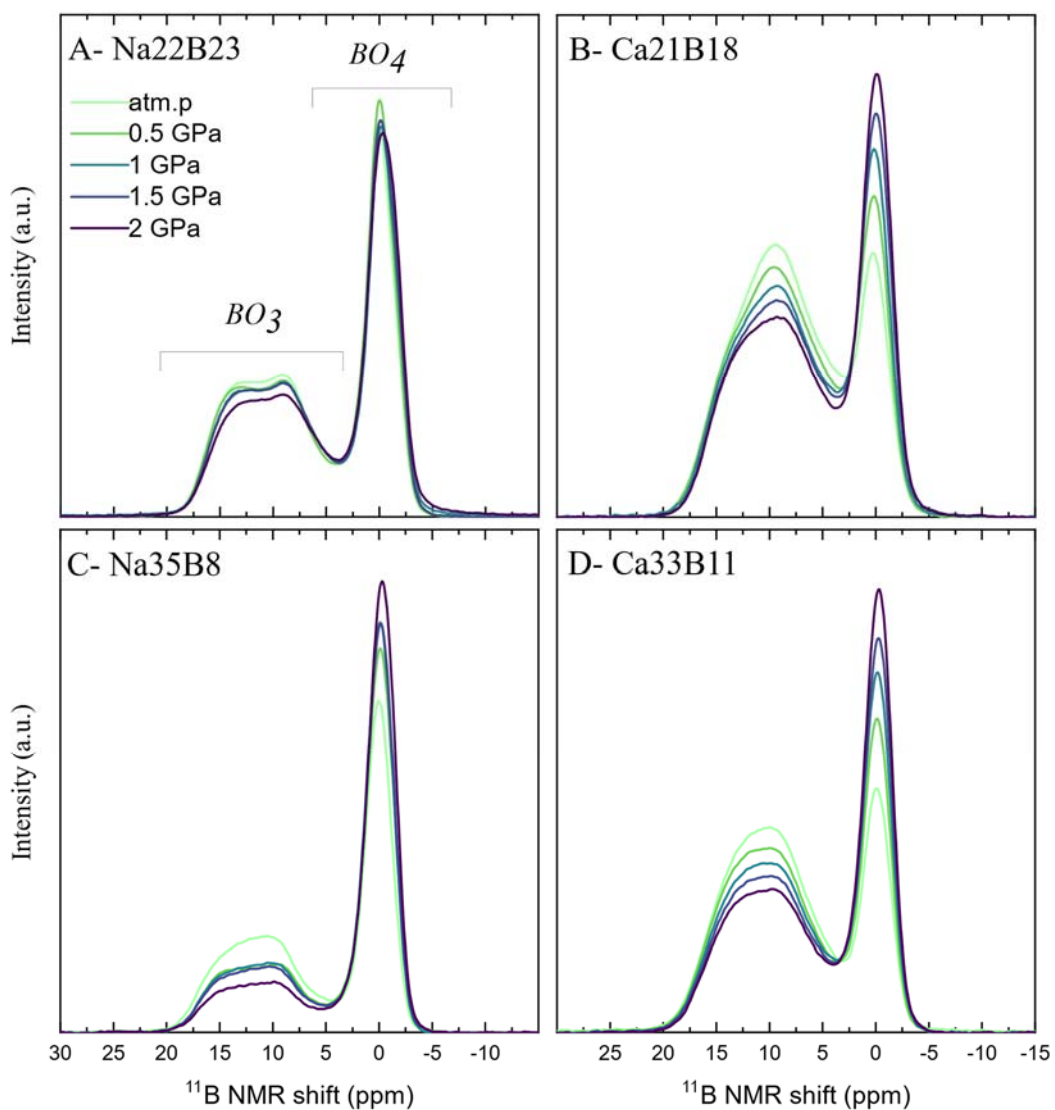 A- Na22B23
BO4
atm.p
0.5 GPa
1 GPa
1.5 GPa
2 GPa
BO3
Intensity (a.u.)
B- Ca21B18
C- Na35B8
Intensity (a.u.)
30 25 20 15 10 5 0 -5 -10
11B NMR shift (ppm)
D- Ca33B11
25 20 15 10 5 0 -5 -10 -15
11B NMR shift (ppm)